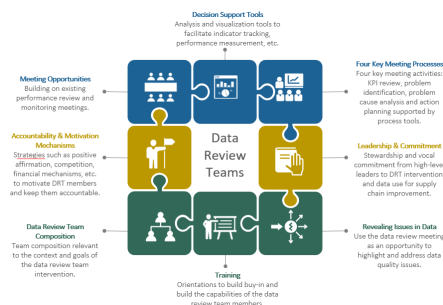 Decision Support Tools
Analysis and visualization tools to
facilitate indicator tracking,
performance measurement, etc.
Meeting Opportunities
Building on existing
performance review and
monitoring meetings.
Four Key Meeting Processes
Four key meeting activities:
KPI review, problem
identification, problem
cause analysis and action
planning supported by
process tools.
Accountability & Motivation
Mechanisms
Strategies such as positive
affirmation, competition,
financial mechanisms, etc.
to motivate DRT members
and keep them accountable.
Data
Review
Teams
Leadership & Commitment
Stewardship and vocal
commitment from high-level
leaders to DRT intervention
and data use for supply
chain improvement.
Data Review Team
Composition
Team composition relevant
to the context and goals of
the data review team
intervention.
Revealing Issues in Data
Use the data review meeting
as an opportunity to
highlight and address data
quality issues.
Training
Orientations to build buy-in and
build the capabilities of the data
review team members